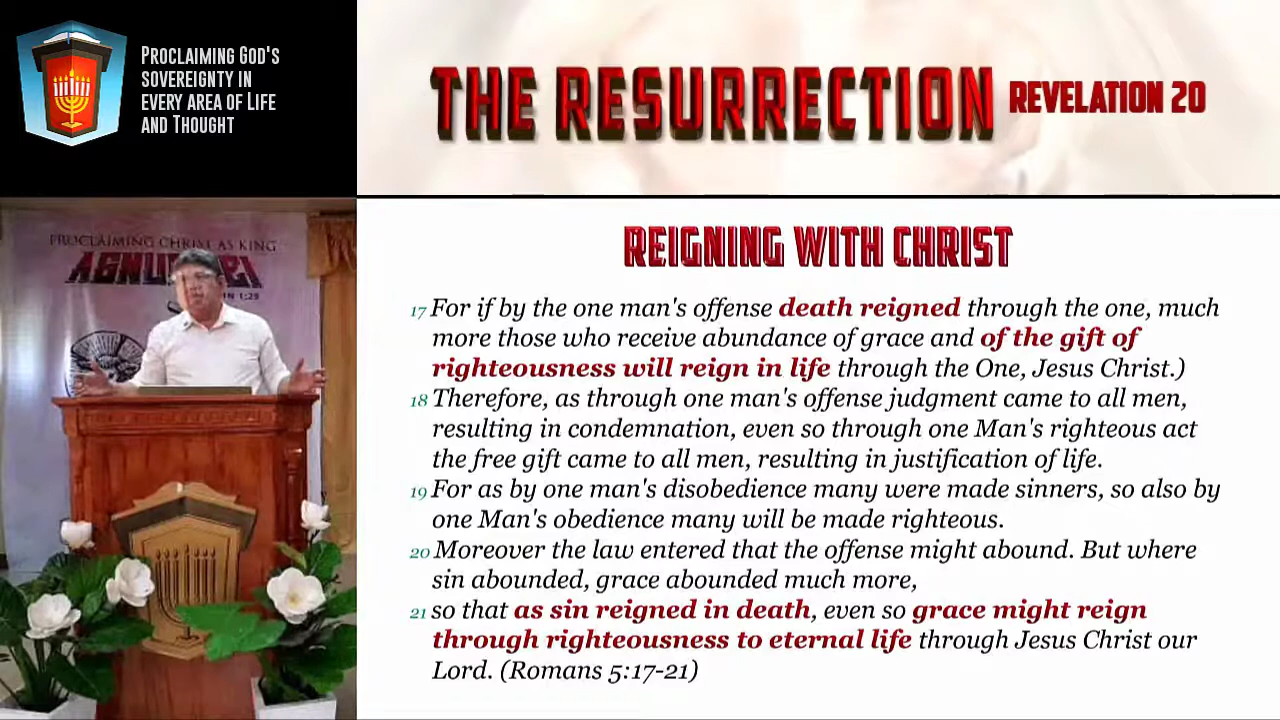 PROCLAIMING GOD'S
SOVEREIGNTY IN
EVERY AREA OF LIFE
AND THOUGHT
THE RESURRECTION REVELATION 20
PROCLAIMING CHRIST AS KING
1:29
REIGNING WITH CHRIST
17 For if by the one man's offense death reigned through the one, much
more those who receive abundance of grace and of the gift of
righteousness will reign in life through the One, Jesus Christ.)
18 Therefore, as through one man's offense judgment came to all men,
resulting in condemnation, even so through one Man's righteous act
the free gift came to all men, resulting in justification of life.
19 For as by one man's disobedience many were made sinners, so also by
one Man's obedience many will be made righteous.
20 Moreover the law entered that the offense might abound. But where
sin abounded, grace abounded much more,
21 so that as sin reigned in death, even so grace might reign
through righteousness to eternal life through Jesus Christ our
Lord. (Romans 5:17-21)